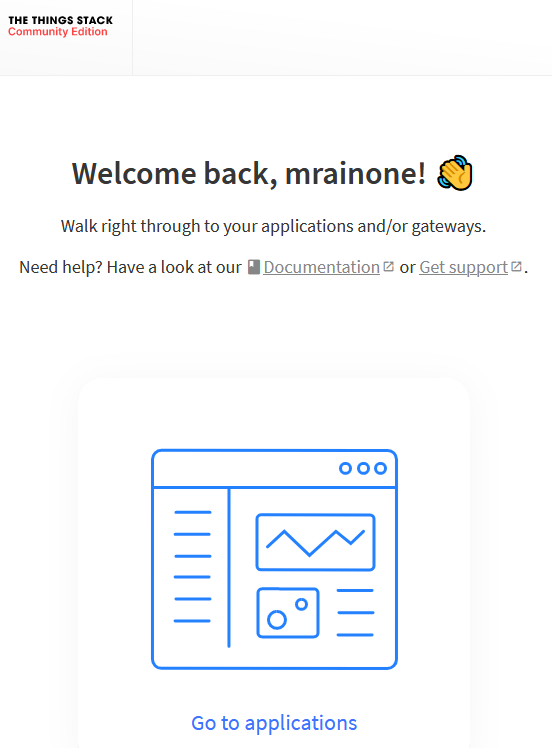 THE THINGS STACK
Community Edition
Welcome back, mrainone! 👋
Walk right through to your applications and/or gateways.
Need help? Have a look at our Documentation or Get support.
Go to applications